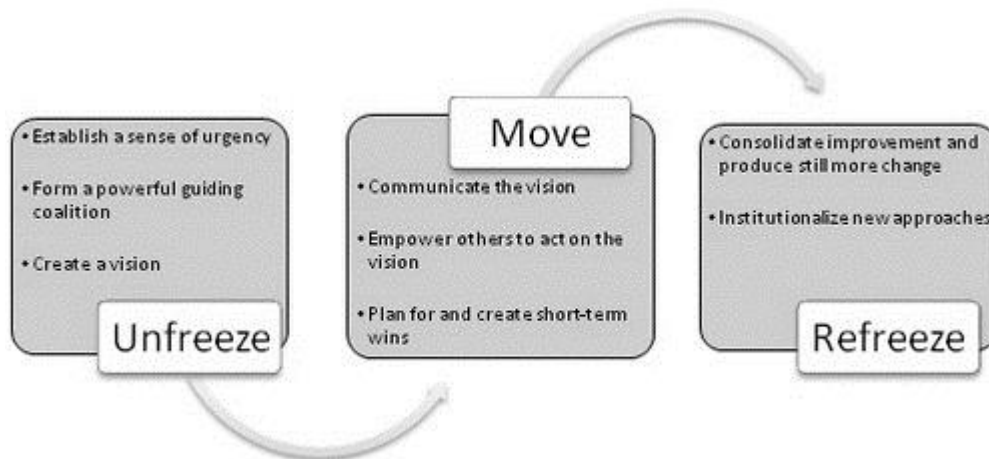 • Establish a sense of urgency
• Form a powerful guiding
coalition
• Create a vision
Unfreeze
Move
• Communicate the vision
• Empower others to act on the
vision
• Plan for and create short-term
wins
• Consolidate improvement and
produce still more change
• Institutionalize new approaches
Refreeze